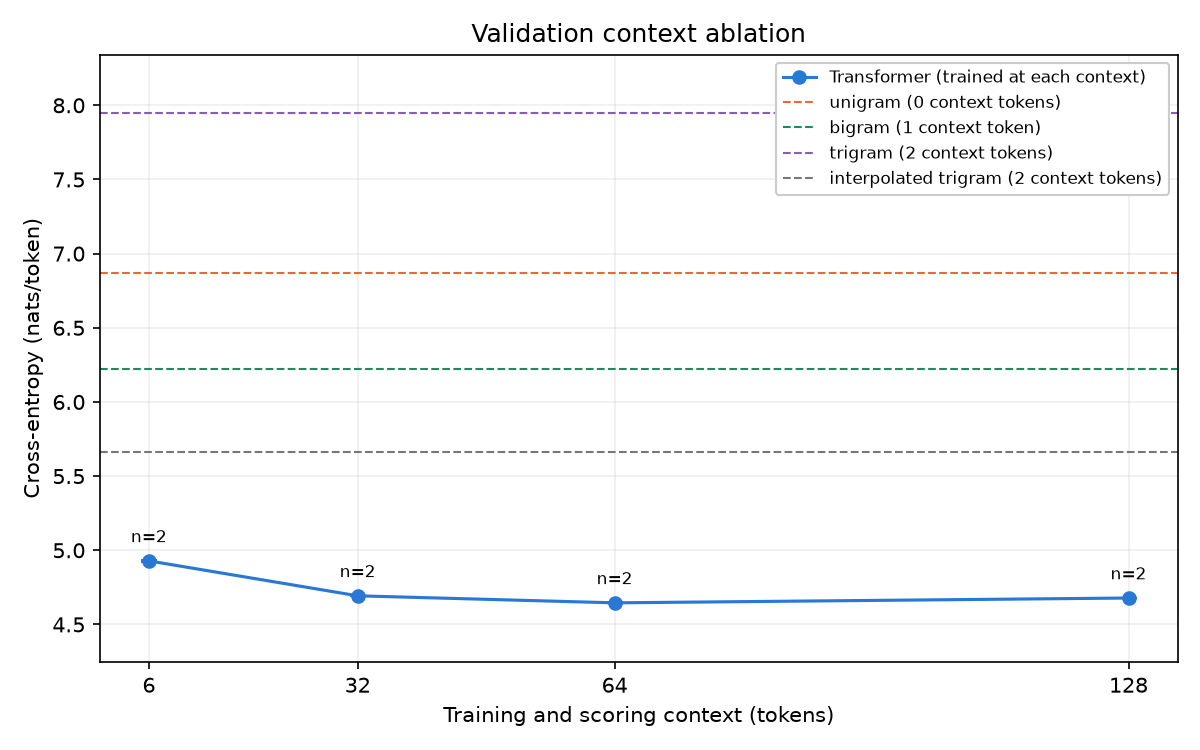 Validation context ablation
Transformer (trained at each context)
unigram (0 context tokens)
bigram (1 context token)
trigram (2 context tokens)
interpolated trigram (2 context tokens)
Cross-entropy (nats/token)
8.0
7.5
7.0
6.5
6.0
5.5
5.0
4.5
n=2
n=2
n=2
n=2
6
32
64
128
Training and scoring context (tokens)